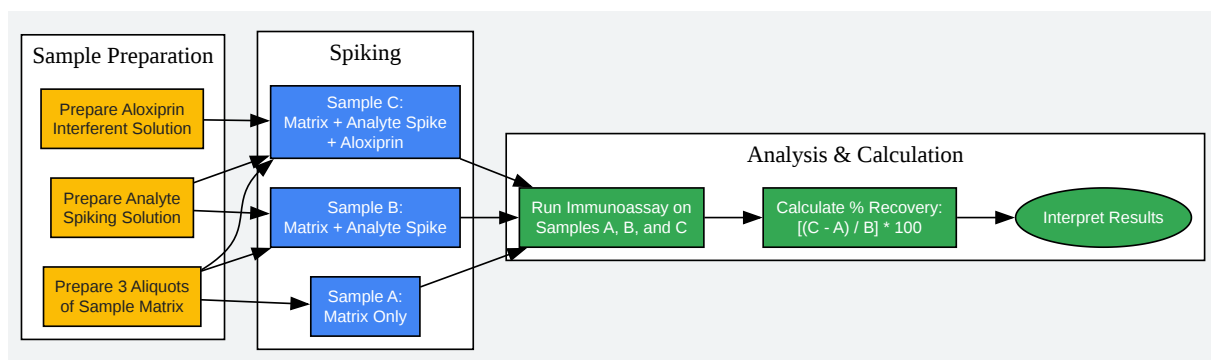 Sample Preparation
Prepare Aloxiprin
Interferent Solution
Prepare Analyte
Spiking Solution
Prepare 3 Aliquots
of Sample Matrix
Spiking
Sample C:
Matrix + Analyte Spike
+ Aloxiprin
Sample B:
Matrix + Analyte Spike
Sample A:
Matrix Only
Analysis & Calculation
Run Immunoassay on
Samples A, B, and C
Calculate % Recovery:
[(C - A) / B] * 100
Interpret Results